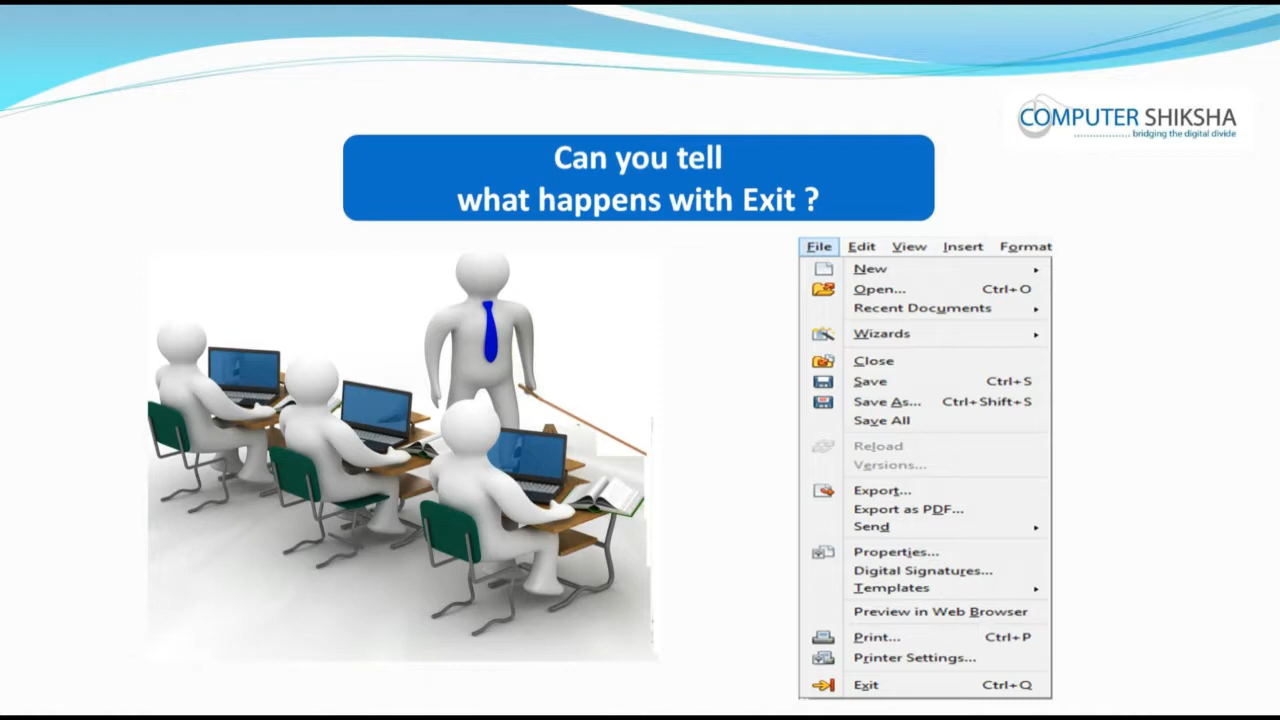 COMPUTER SHIKSHA
bridging the digital divide
Can you tell
what happens with Exit ?
File Edit View Insert Format
New
Open... Ctrl+O
Recent Documents
Wizards
Close
Save Ctrl+S
Save As... Ctrl+Shift+S
Save All
Reload
Versions...
Export...
Export as PDF...
Send
Properties...
Digital Signatures...
Templates
Preview in Web Browser
Print... Ctrl+P
Printer Settings...
Exit Ctrl+Q